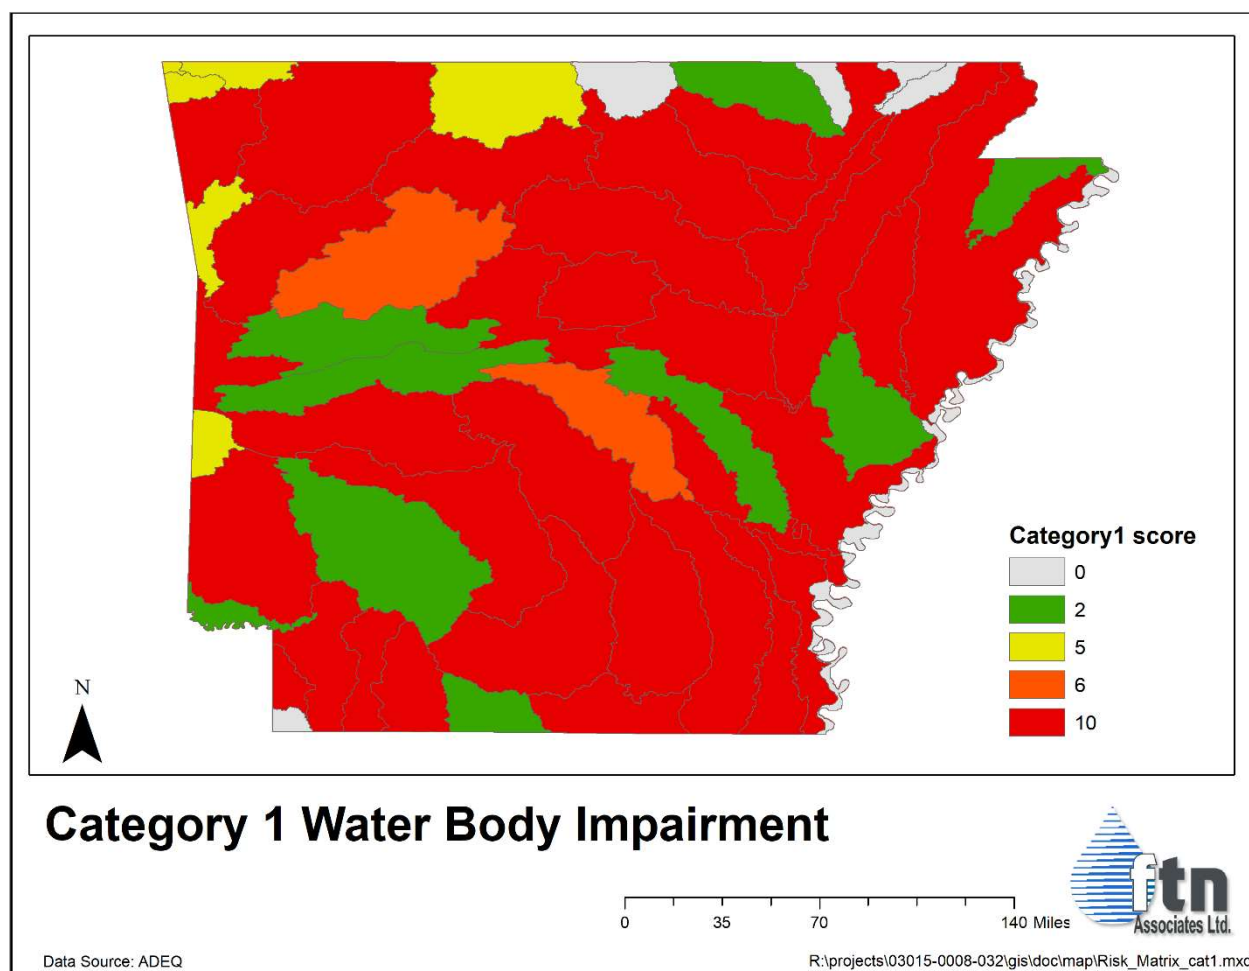 Category1 score
0
2
5
6
10
N
Category 1 Water Body Impairment
0 35 70 140 Miles
ftn
Associates Ltd.
Data Source: ADEQ
R:\projects\03015-0008-032\gis\doc\map\Risk_Matrix_cat1.mxd